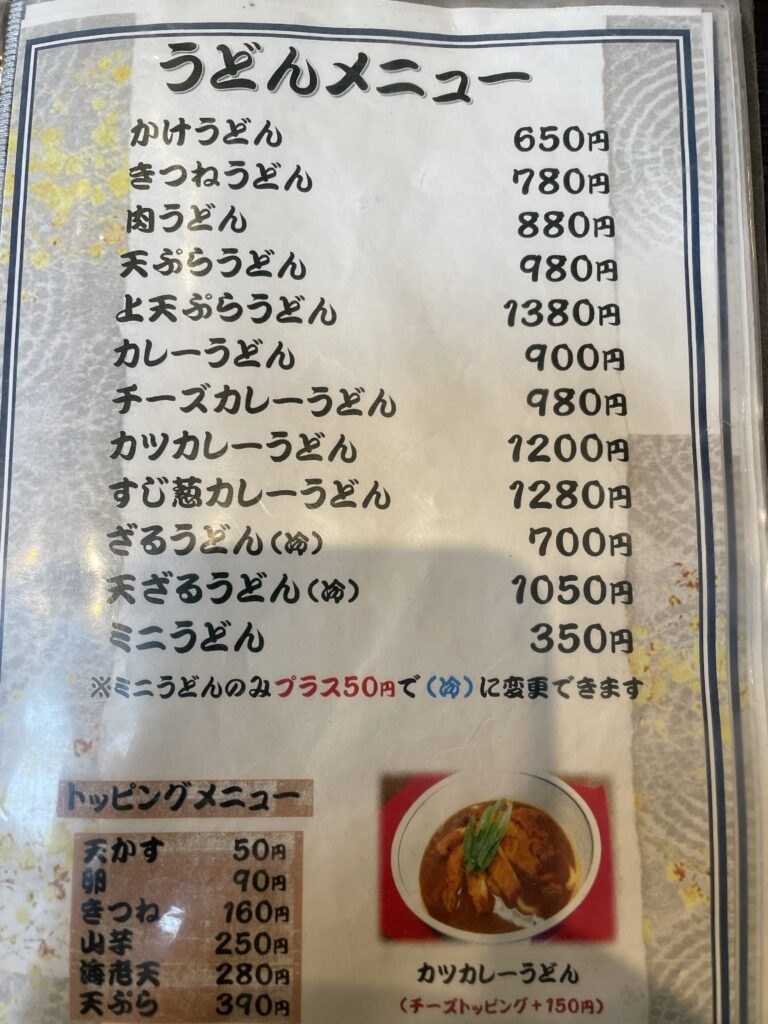 うどんメニュー
かけうどん 650円
きつねうどん 780円
肉うどん 880円
天ぷらうどん 980円
上天ぷらうどん 1380円
カレーうどん 900円
チーズカレーうどん 980円
カツカレーうどん 1200円
すじ葱カレーうどん 1280円
ざるうどん(冷) 700円
天ざるうどん(冷) 1050円
ミニうどん 350円
※ミニうどんのみプラス50円で(冷)に変更できます
トッピングメニュー
天かす 50円
卵 90円
きつね 160円
山芋 250円
海老天 280円
天ぷら 390円
カツカレーうどん
(チーズトッピング+150円)